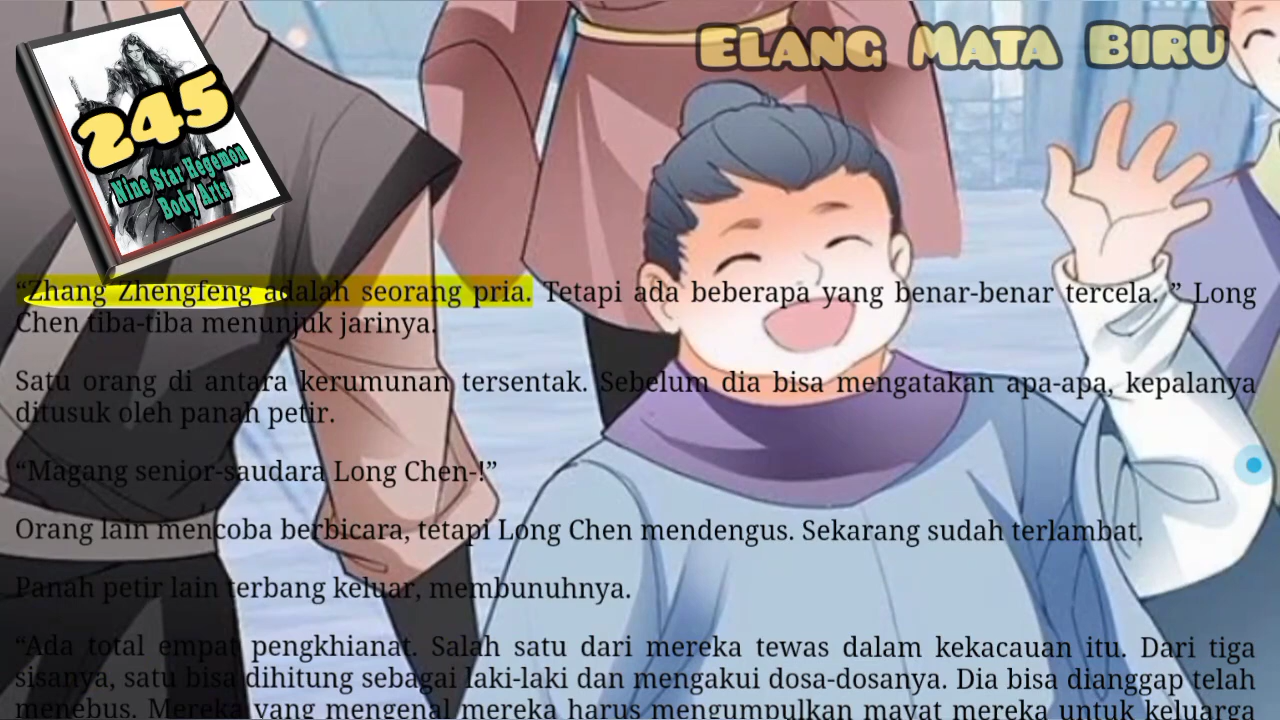 ELANG MATA BIRU
245
Nine Star Hegemon
Body Arts
“Zhang Zhengfeng adalah seorang pria. Tetapi ada beberapa yang benar-benar tercela. ” Long
Chen tiba-tiba menunjuk jarinya.
Satu orang di antara kerumunan tersentak. Sebelum dia bisa mengatakan apa-apa, kepalanya
ditusuk oleh panah petir.
“Magang senior-saudara Long Chen-!”
Orang lain mencoba berbicara, tetapi Long Chen mendengus. Sekarang sudah terlambat.
Panah petir lain terbang keluar, membunuhnya.
“Ada total empat pengkhianat. Salah satu dari mereka tewas dalam kekacauan itu. Dari tiga
sisanya, satu bisa dihitung sebagai laki-laki dan mengakui dosa-dosanya. Dia bisa dianggap telah
menebus. Mereka yang mengenal mereka harus mengumpulkan mayat mereka untuk keluarga